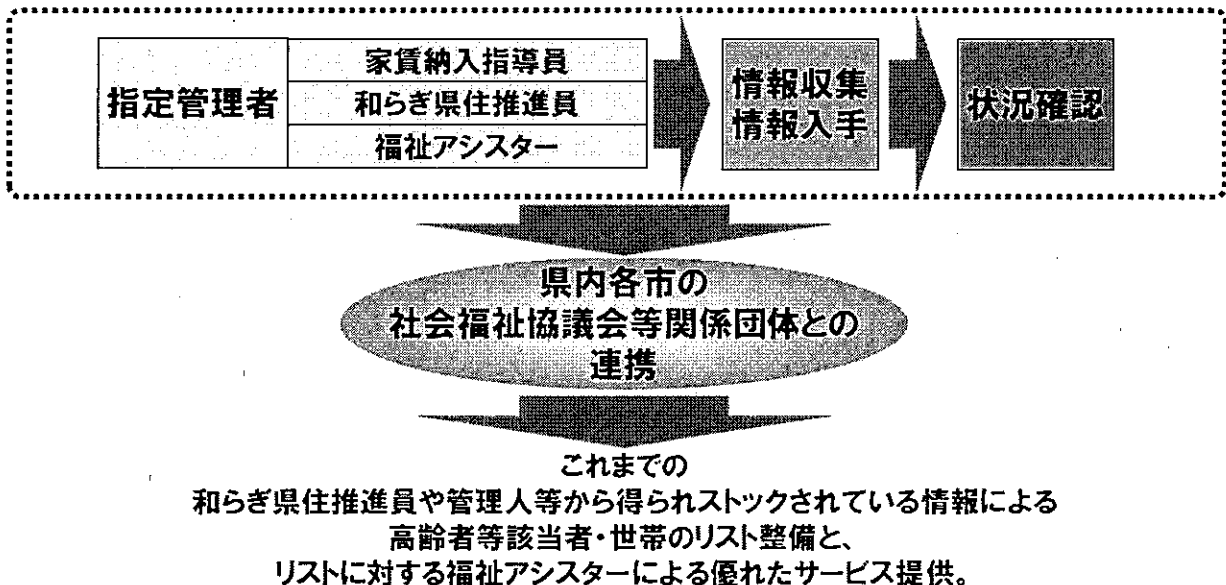 指定管理者
家賃納入指導員
和らぎ県住推進員
福祉アシスター
情報収集
情報入手
状況確認
県内各市の
社会福祉協議会等関係団体との
連携
これまでの
和らぎ県住推進員や管理人等から得られストックされている情報による
高齢者等該当者・世帯のリスト整備と、
リストに対する福祉アシスターによる優れたサービス提供。